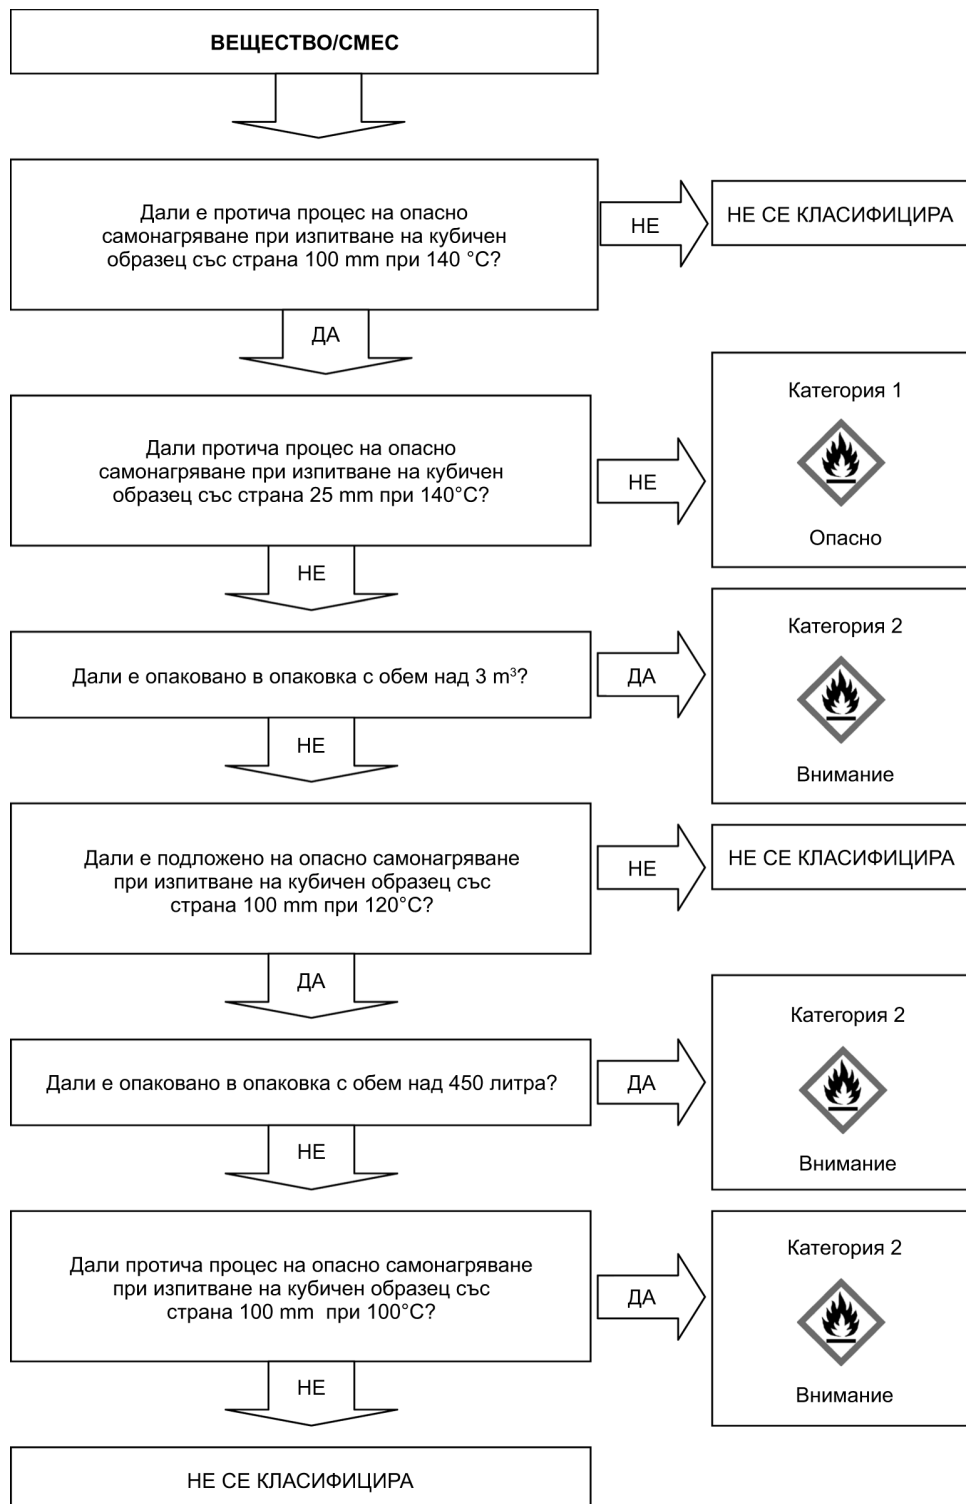 ВЕЩЕСТВО/СМЕС
Дали е протича процес на опасно
самонагряване при изпитване на кубичен
образец със страна 100 mm при 140 °C?
НЕ
НЕ СЕ КЛАСИФИЦИРА
ДА
Дали протича процес на опасно
самонагряване при изпитване на кубичен
образец със страна 25 mm при 140°C?
НЕ
Категория 1
Опасно
НЕ
Дали е опаковано в опаковка с обем над 3 m³?
ДА
Категория 2
Внимание
НЕ
Дали е подложено на опасно самонагряване
при изпитване на кубичен образец със
страна 100 mm при 120°C?
НЕ
НЕ СЕ КЛАСИФИЦИРА
ДА
Дали е опаковано в опаковка с обем над 450 литра?
ДА
Категория 2
Внимание
НЕ
Дали протича процес на опасно самонагряване
при изпитване на кубичен образец със
страна 100 mm при 100°C?
ДА
Категория 2
Внимание
НЕ
НЕ СЕ КЛАСИФИЦИРА